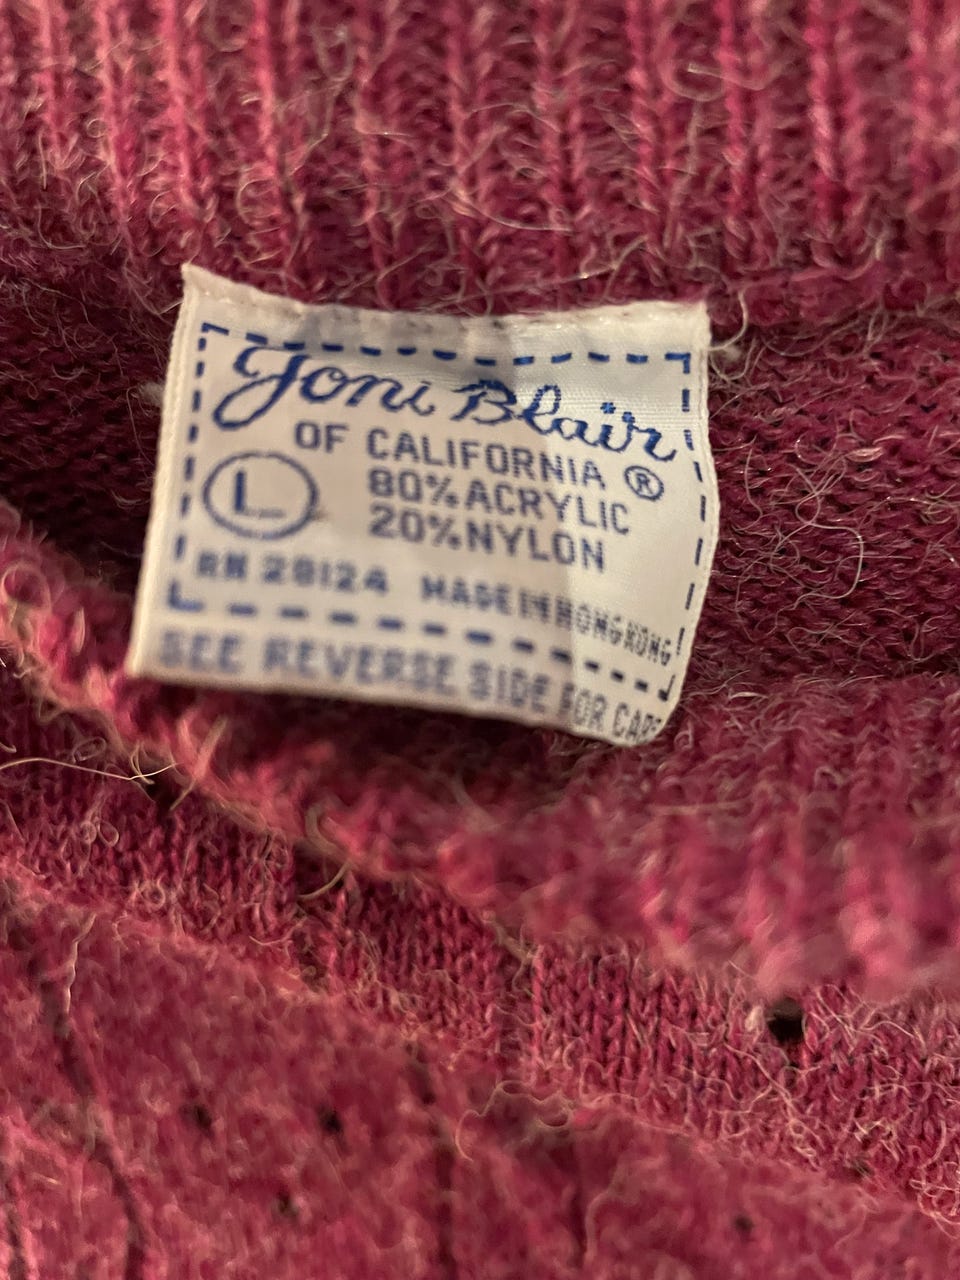 Joni Blair
OF CALIFORNIA ®
L
80% ACRYLIC
20% NYLON
RN 28124 MADE IN HONG KONG
SEE REVERSE SIDE FOR CARE